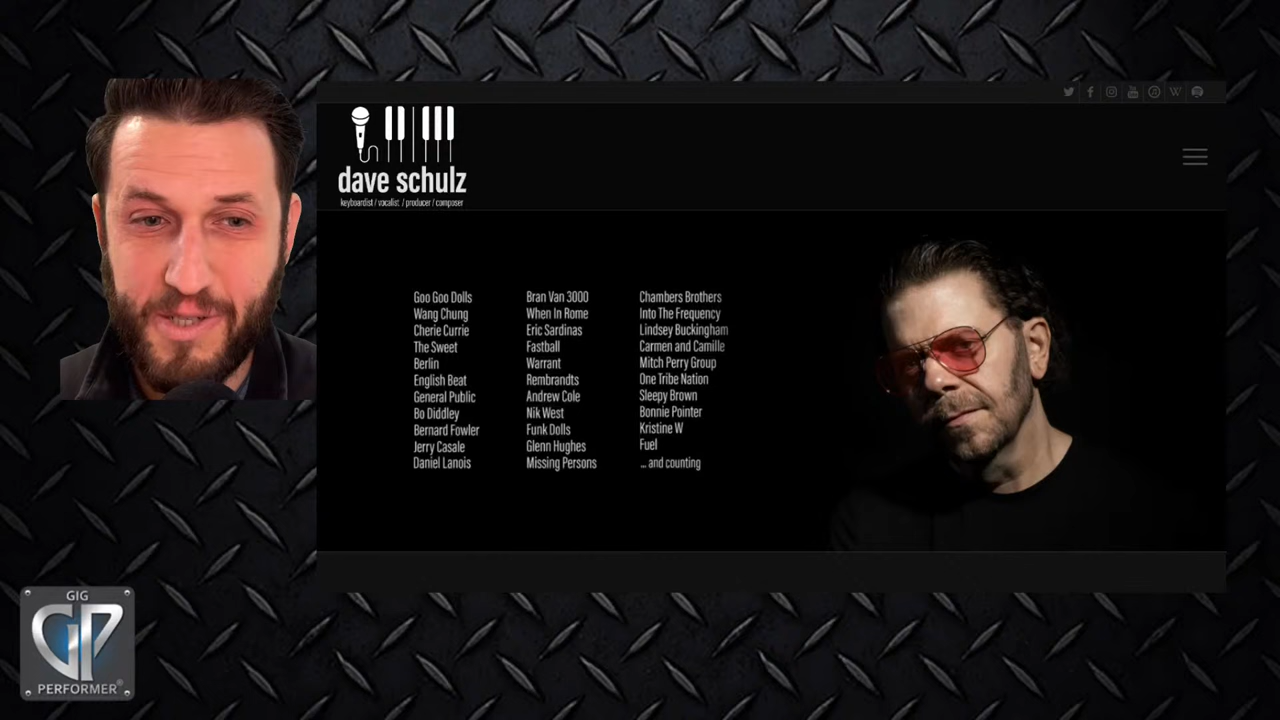 dave schulz
keyboardist / vocalist / producer / composer
Goo Goo Dolls
Wang Chung
Cherie Currie
The Sweet
Berlin
English Beat
General Public
Bo Diddley
Bernard Fowler
Jerry Casale
Daniel Lanois
Bran Van 3000
When In Rome
Eric Sardinas
Fastball
Warrant
Rembrandts
Andrew Cole
Nik West
Funk Dolls
Glenn Hughes
Missing Persons
Chambers Brothers
Into The Frequency
Lindsey Buckingham
Carmen and Camille
Mitch Perry Group
One Tribe Nation
Sleepy Brown
Bonnie Pointer
Kristine W
Fuel
... and counting
GIG
GP
PERFORMER®